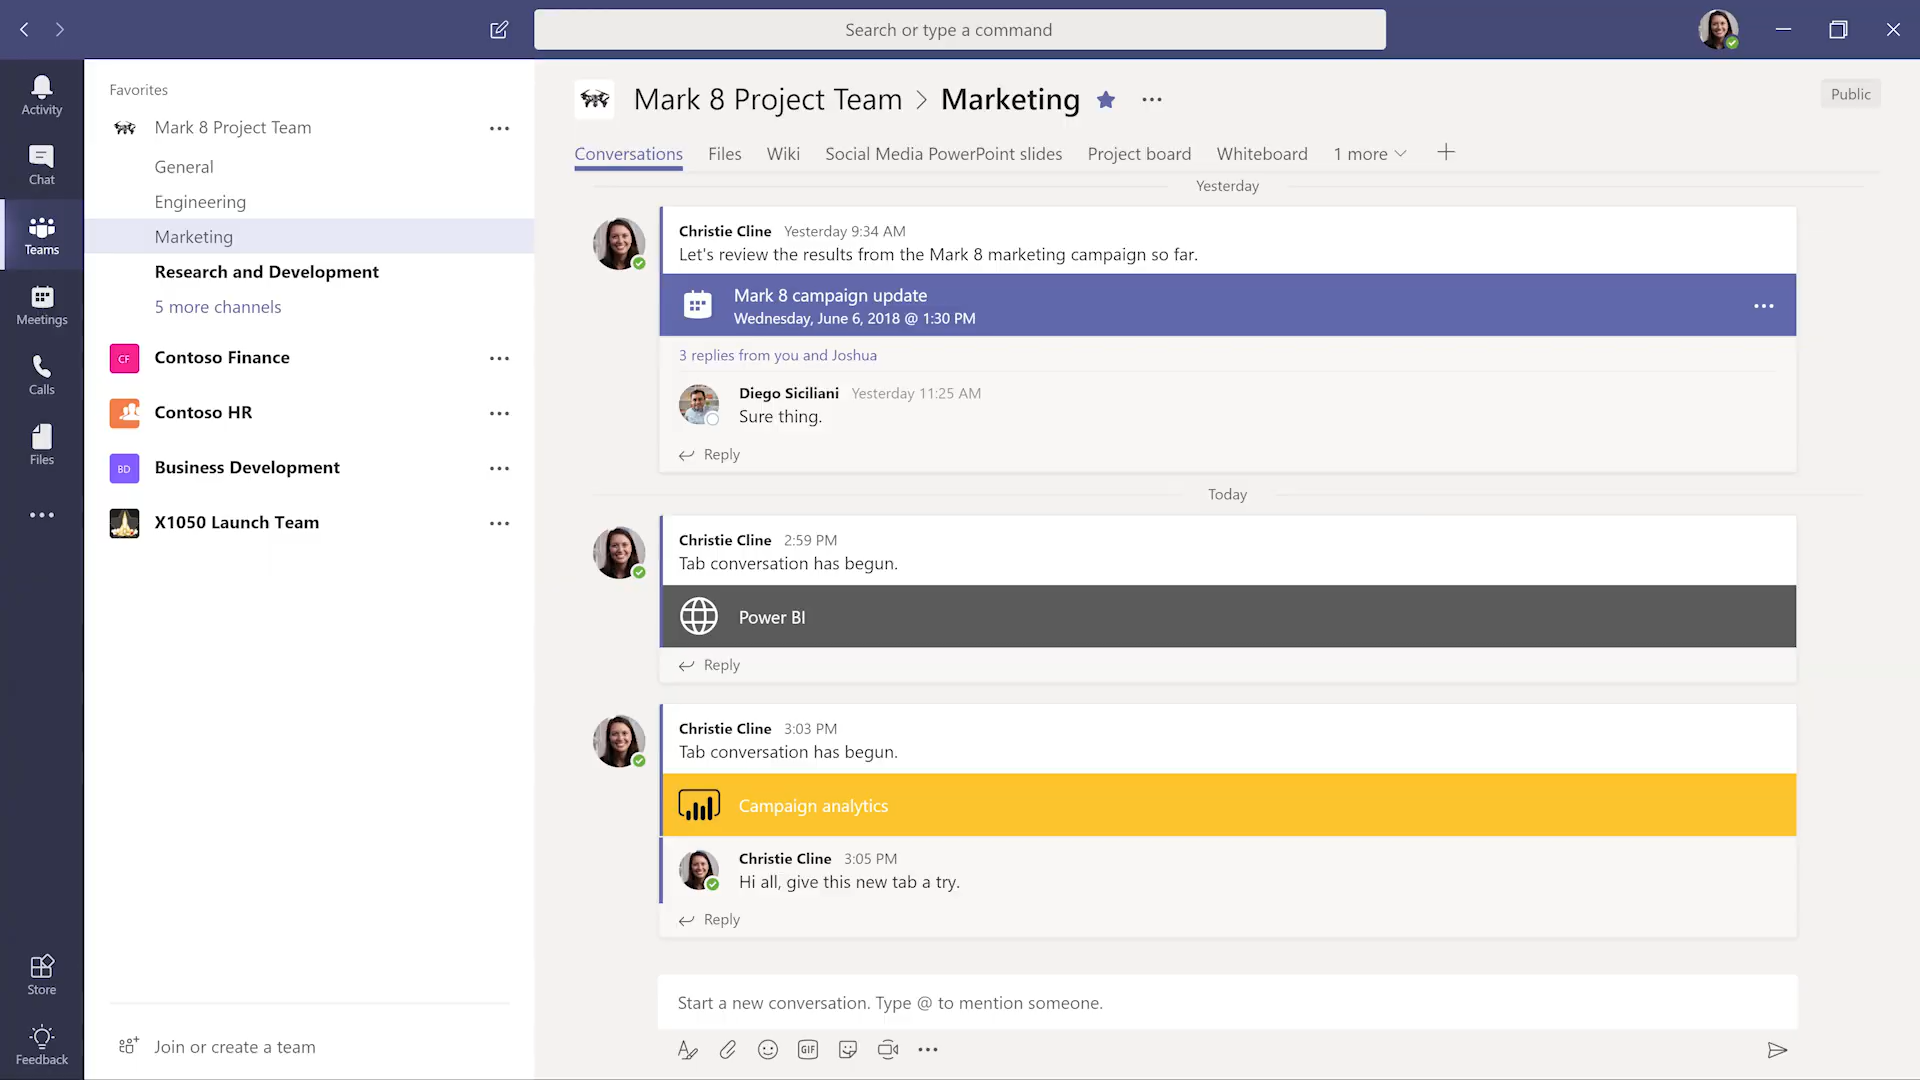 Search or type a command
Activity
Chat
Teams
Meetings
Calls
Files
Store
Feedback
Favorites
Mark 8 Project Team
General
Engineering
Marketing
Research and Development
5 more channels
CF Contoso Finance
Contoso HR
BD Business Development
X1050 Launch Team
Join or create a team
Mark 8 Project Team > Marketing
Public
Conversations Files Wiki Social Media PowerPoint slides Project board Whiteboard 1 more
Yesterday
Christie Cline Yesterday 9:34 AM
Let's review the results from the Mark 8 marketing campaign so far.
Mark 8 campaign update
Wednesday, June 6, 2018 @ 1:30 PM
3 replies from you and Joshua
Diego Siciliani Yesterday 11:25 AM
Sure thing.
Reply
Today
Christie Cline 2:59 PM
Tab conversation has begun.
Power BI
Reply
Christie Cline 3:03 PM
Tab conversation has begun.
Campaign analytics
Christie Cline 3:05 PM
Hi all, give this new tab a try.
Reply
Start a new conversation. Type @ to mention someone.
GIF